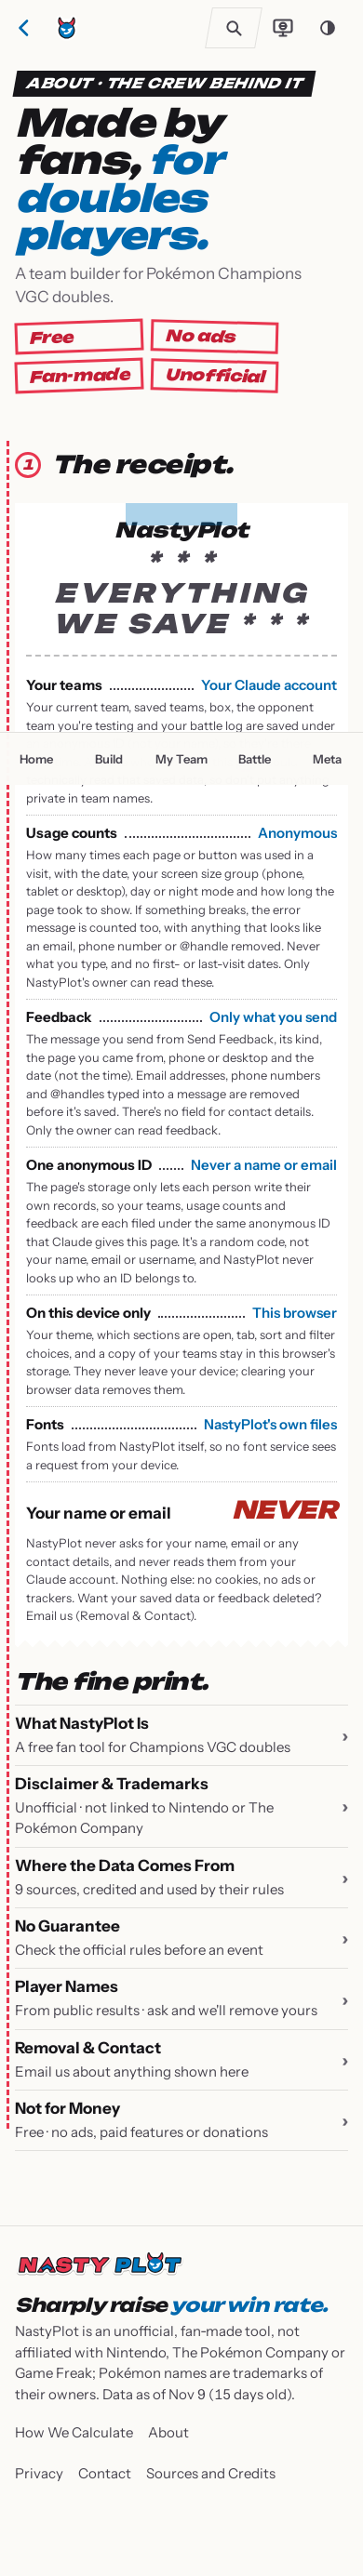 ABOUT · THE CREW BEHIND IT
Made by
fans, for
doubles
players.
A team builder for Pokémon Champions
VGC doubles.
Free
No ads
Fan-made
Unofficial
1 The receipt.
NastyPlot
* * *
EVERYTHING
WE SAVE * * *
Your teams Your Claude account
Your current team, saved teams, box, the opponent
team you're testing and your battle log are saved under
Home Build My Team Battle Meta
private in team names.
Usage counts Anonymous
How many times each page or button was used in a
visit, with the date, your screen size group (phone,
tablet or desktop), day or night mode and how long the
page took to show. If something breaks, the error
message is counted too, with anything that looks like
an email, phone number or @handle removed. Never
what you type, and no first- or last-visit dates. Only
NastyPlot's owner can read these.
Feedback Only what you send
The message you send from Send Feedback, its kind,
the page you came from, phone or desktop and the
date (not the time). Email addresses, phone numbers
and @handles typed into a message are removed
before it's saved. There's no field for contact details.
Only the owner can read feedback.
One anonymous ID Never a name or email
The page's storage only lets each person write their
own records, so your teams, usage counts and
feedback are each filed under the same anonymous ID
that Claude gives this page. It's a random code, not
your name, email or username, and NastyPlot never
looks up who an ID belongs to.
On this device only This browser
Your theme, which sections are open, tab, sort and filter
choices, and a copy of your teams stay in this browser's
storage. They never leave your device; clearing your
browser data removes them.
Fonts NastyPlot's own files
Fonts load from NastyPlot itself, so no font service sees
a request from your device.
Your name or email NEVER
NastyPlot never asks for your name, email or any
contact details, and never reads them from your
Claude account. Nothing else: no cookies, no ads or
trackers. Want your saved data or feedback deleted?
Email us (Removal & Contact).
The fine print.
What NastyPlot Is
A free fan tool for Champions VGC doubles
Disclaimer & Trademarks
Unofficial · not linked to Nintendo or The
Pokémon Company
Where the Data Comes From
9 sources, credited and used by their rules
No Guarantee
Check the official rules before an event
Player Names
From public results · ask and we'll remove yours
Removal & Contact
Email us about anything shown here
Not for Money
Free · no ads, paid features or donations
NASTY PLOT
Sharply raise your win rate.
NastyPlot is an unofficial, fan-made tool, not
affiliated with Nintendo, The Pokémon Company or
Game Freak; Pokémon names are trademarks of
their owners. Data as of Nov 9 (15 days old).
How We Calculate About
Privacy Contact Sources and Credits